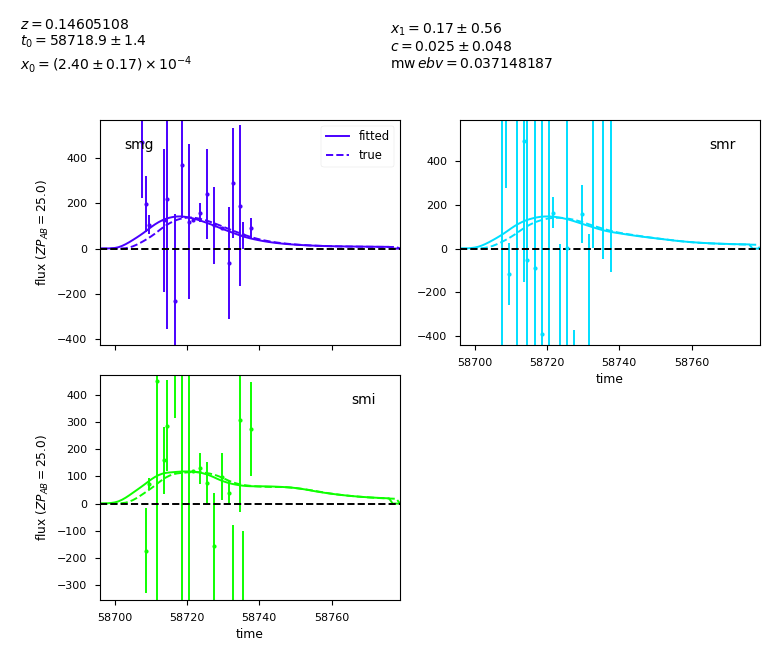 z = 0.14605108
t₀ = 58718.9 ± 1.4
x₀ = (2.40 ± 0.17) × 10⁻⁴
x₁ = 0.17 ± 0.56
c = 0.025 ± 0.048
mw ebv = 0.037148187
smg
fitted
true
400
200
0
−200
−400
flux (ZP_AB = 25.0)
smr
400
200
0
−200
−400
58700 58720 58740 58760
time
smi
400
300
200
100
0
−100
−200
−300
flux (ZP_AB = 25.0)
58700 58720 58740 58760
time